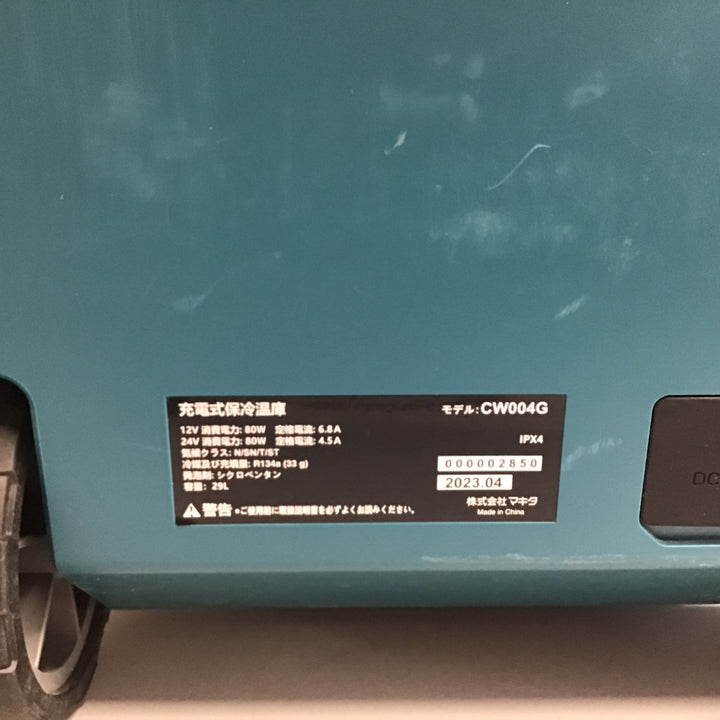 充電式保冷温庫
モデル: CW004G
12V 消費電力: 80W 定格電流: 6.8A
24V 消費電力: 80W 定格電流: 4.5A
気候クラス: N/SN/T/ST
冷媒及び充填量: R134a (33 g)
発泡剤: シクロペンタン
容量: 29L
IPX4
000002850
2023.04
株式会社 マキタ
Made in China
警告 •ご使用前に取扱説明書を必ずよくお読みください。
DC